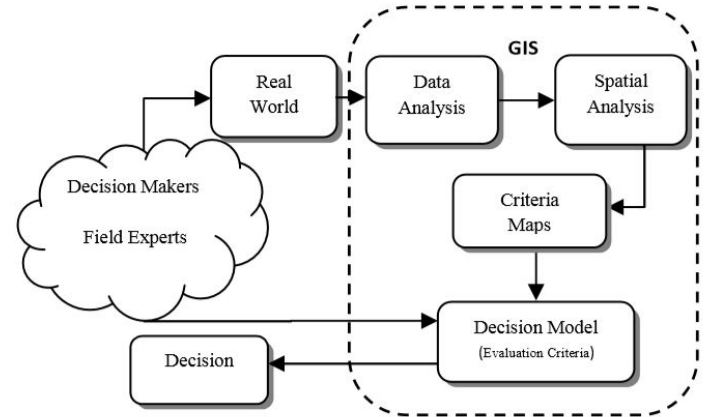 GIS
Real
World
Data
Analysis
Spatial
Analysis
Decision Makers
Field Experts
Criteria
Maps
Decision Model
(Evaluation Criteria)
Decision